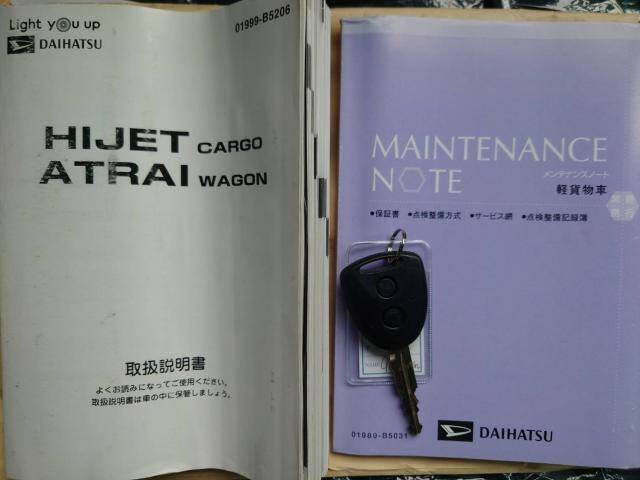 Light you up
DAIHATSU
01999-B5206
HIJET CARGO
ATRAI WAGON
取扱説明書
よくお読みになってご使用ください。
取扱説明書は車の中に保管しましょう。
MAINTENANCE
NOTE
メンテナンスノート
軽貨物車
●保証書 ●点検整備方式 ●サービス網 ●点検整備記録簿
NAME
01989-B5031
DAIHATSU